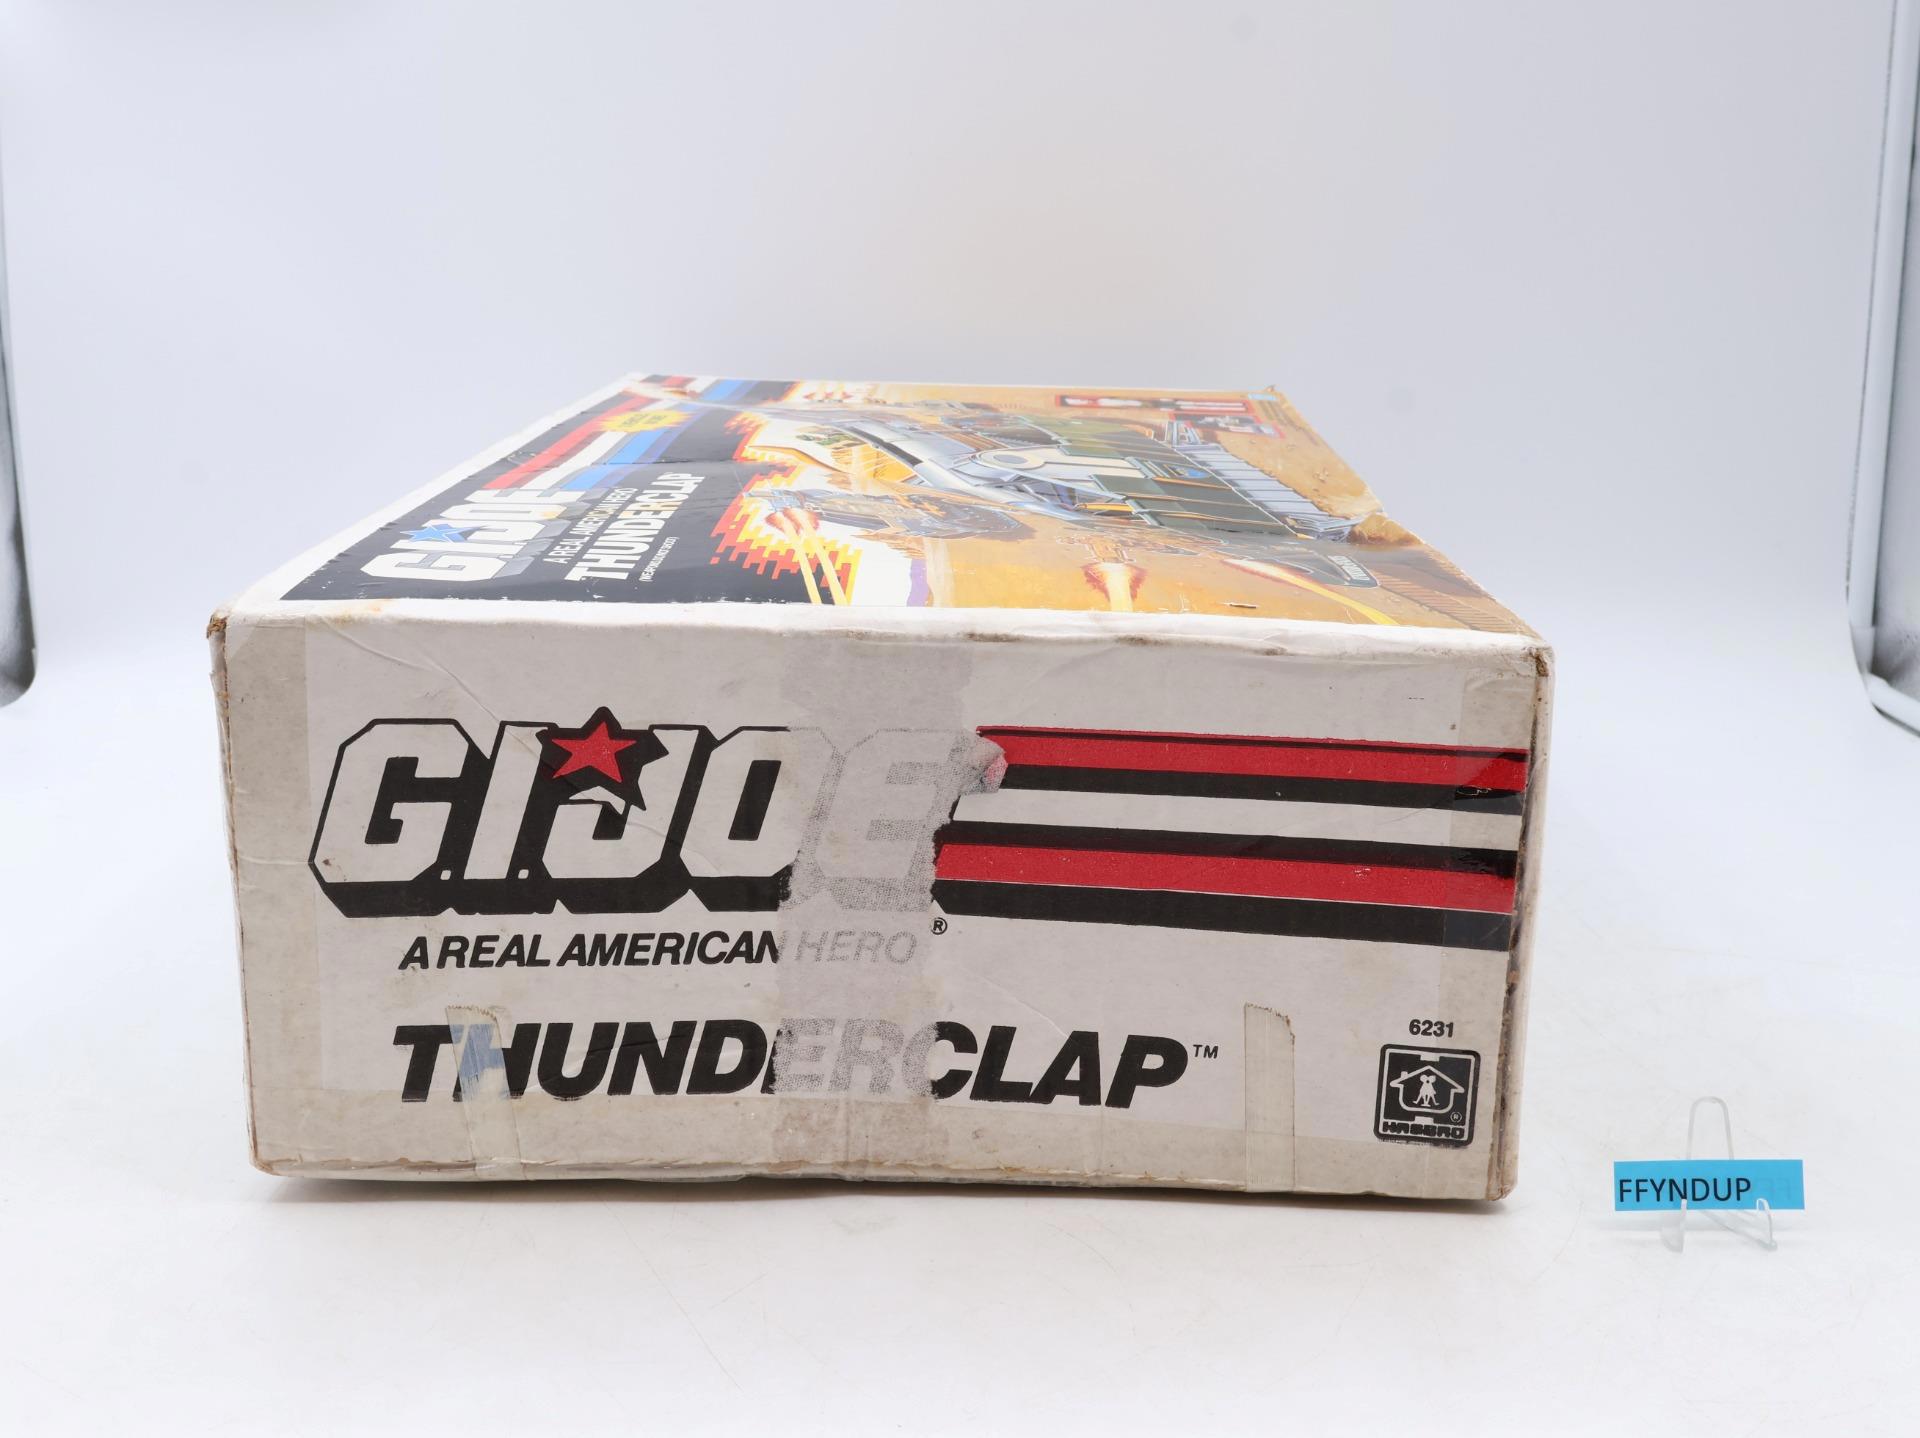 G.I.JOE
A REAL AMERICAN HERO
THUNDERCLAP
G.I.JOE
A REAL AMERICAN HERO®
THUNDERCLAP™
6231
HASBRO®
FFYNDUP